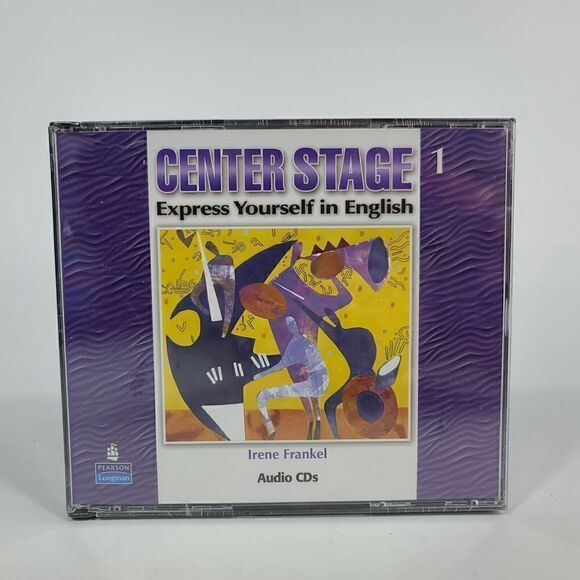 CENTER STAGE 1
Express Yourself in English
Irene Frankel
Audio CDs
PEARSON
Longman